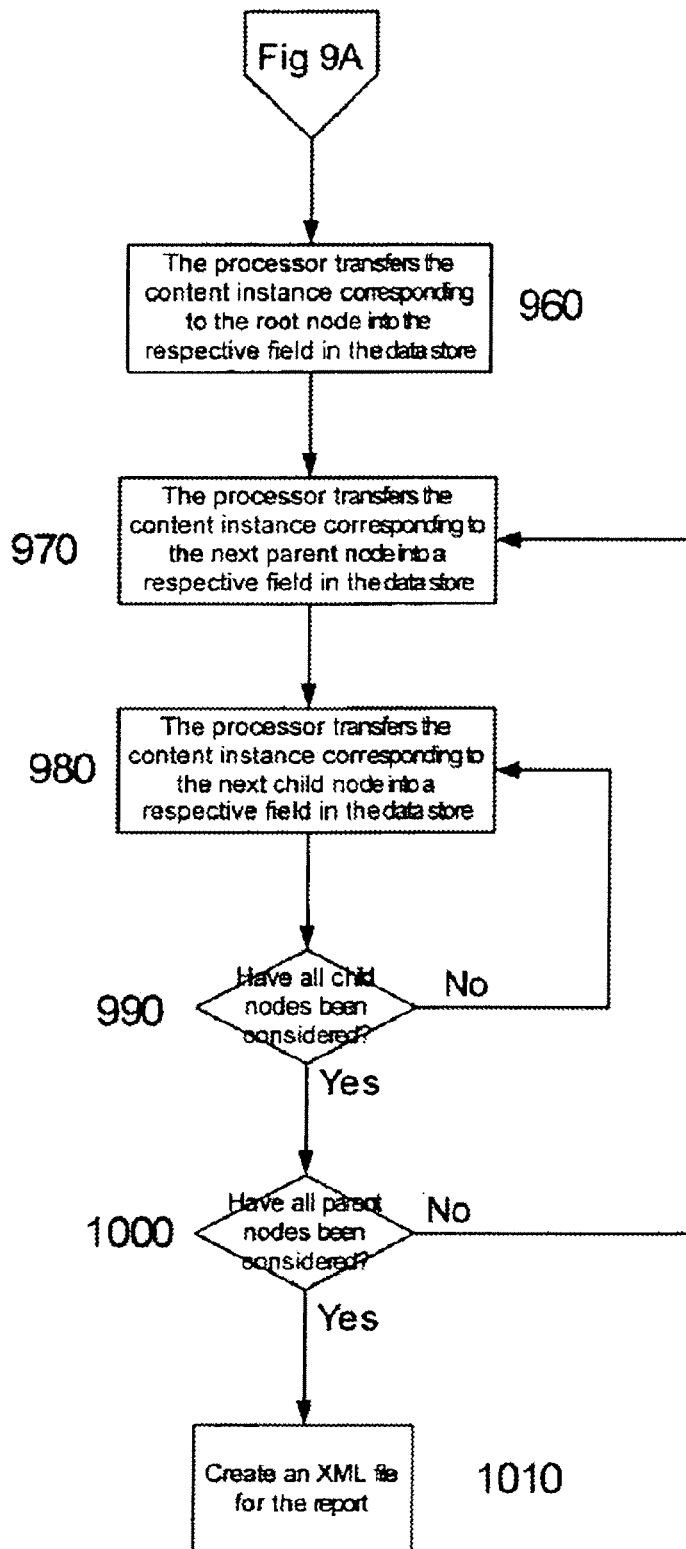 Fig 9A
The processor transfers the
content instance corresponding
to the root node into the
respective field in the data store
960
The processor transfers the
content instance corresponding to
the next parent node into a
respective field in the data store
970
The processor transfers the
content instance corresponding to
the next child node into a
respective field in the data store
980
Have all child
nodes been
considered?
990
No
Yes
Have all parent
nodes been
considered?
1000
No
Yes
Create an XML file
for the report
1010